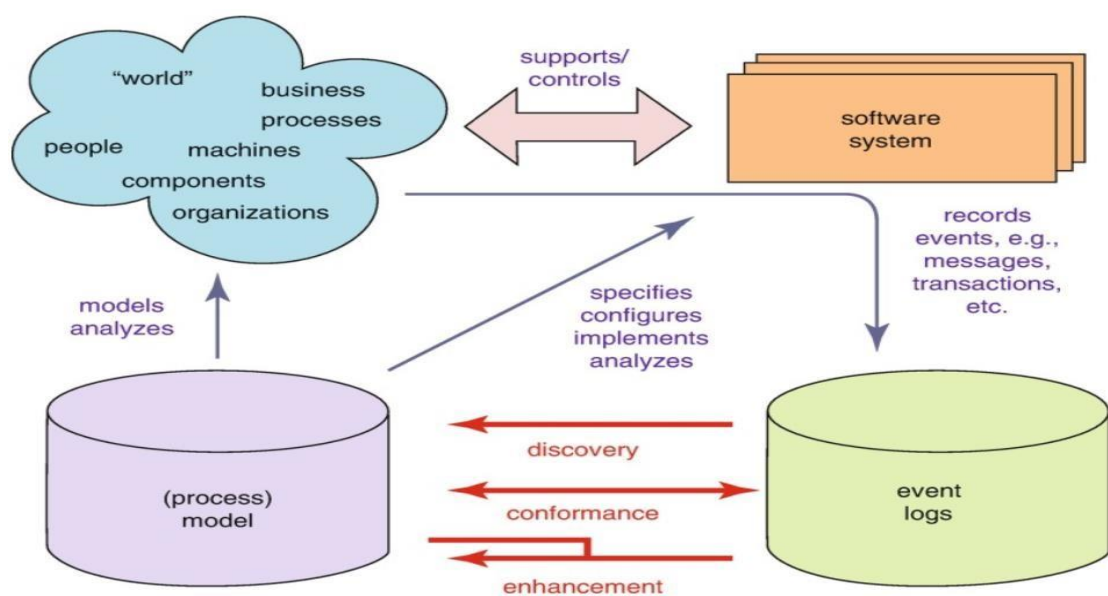 “world”
business
processes
people
machines
components
organizations
supports/
controls
software
system
records
events, e.g.,
messages,
transactions,
etc.
models
analyzes
specifies
configures
implements
analyzes
(process)
model
discovery
conformance
enhancement
event
logs